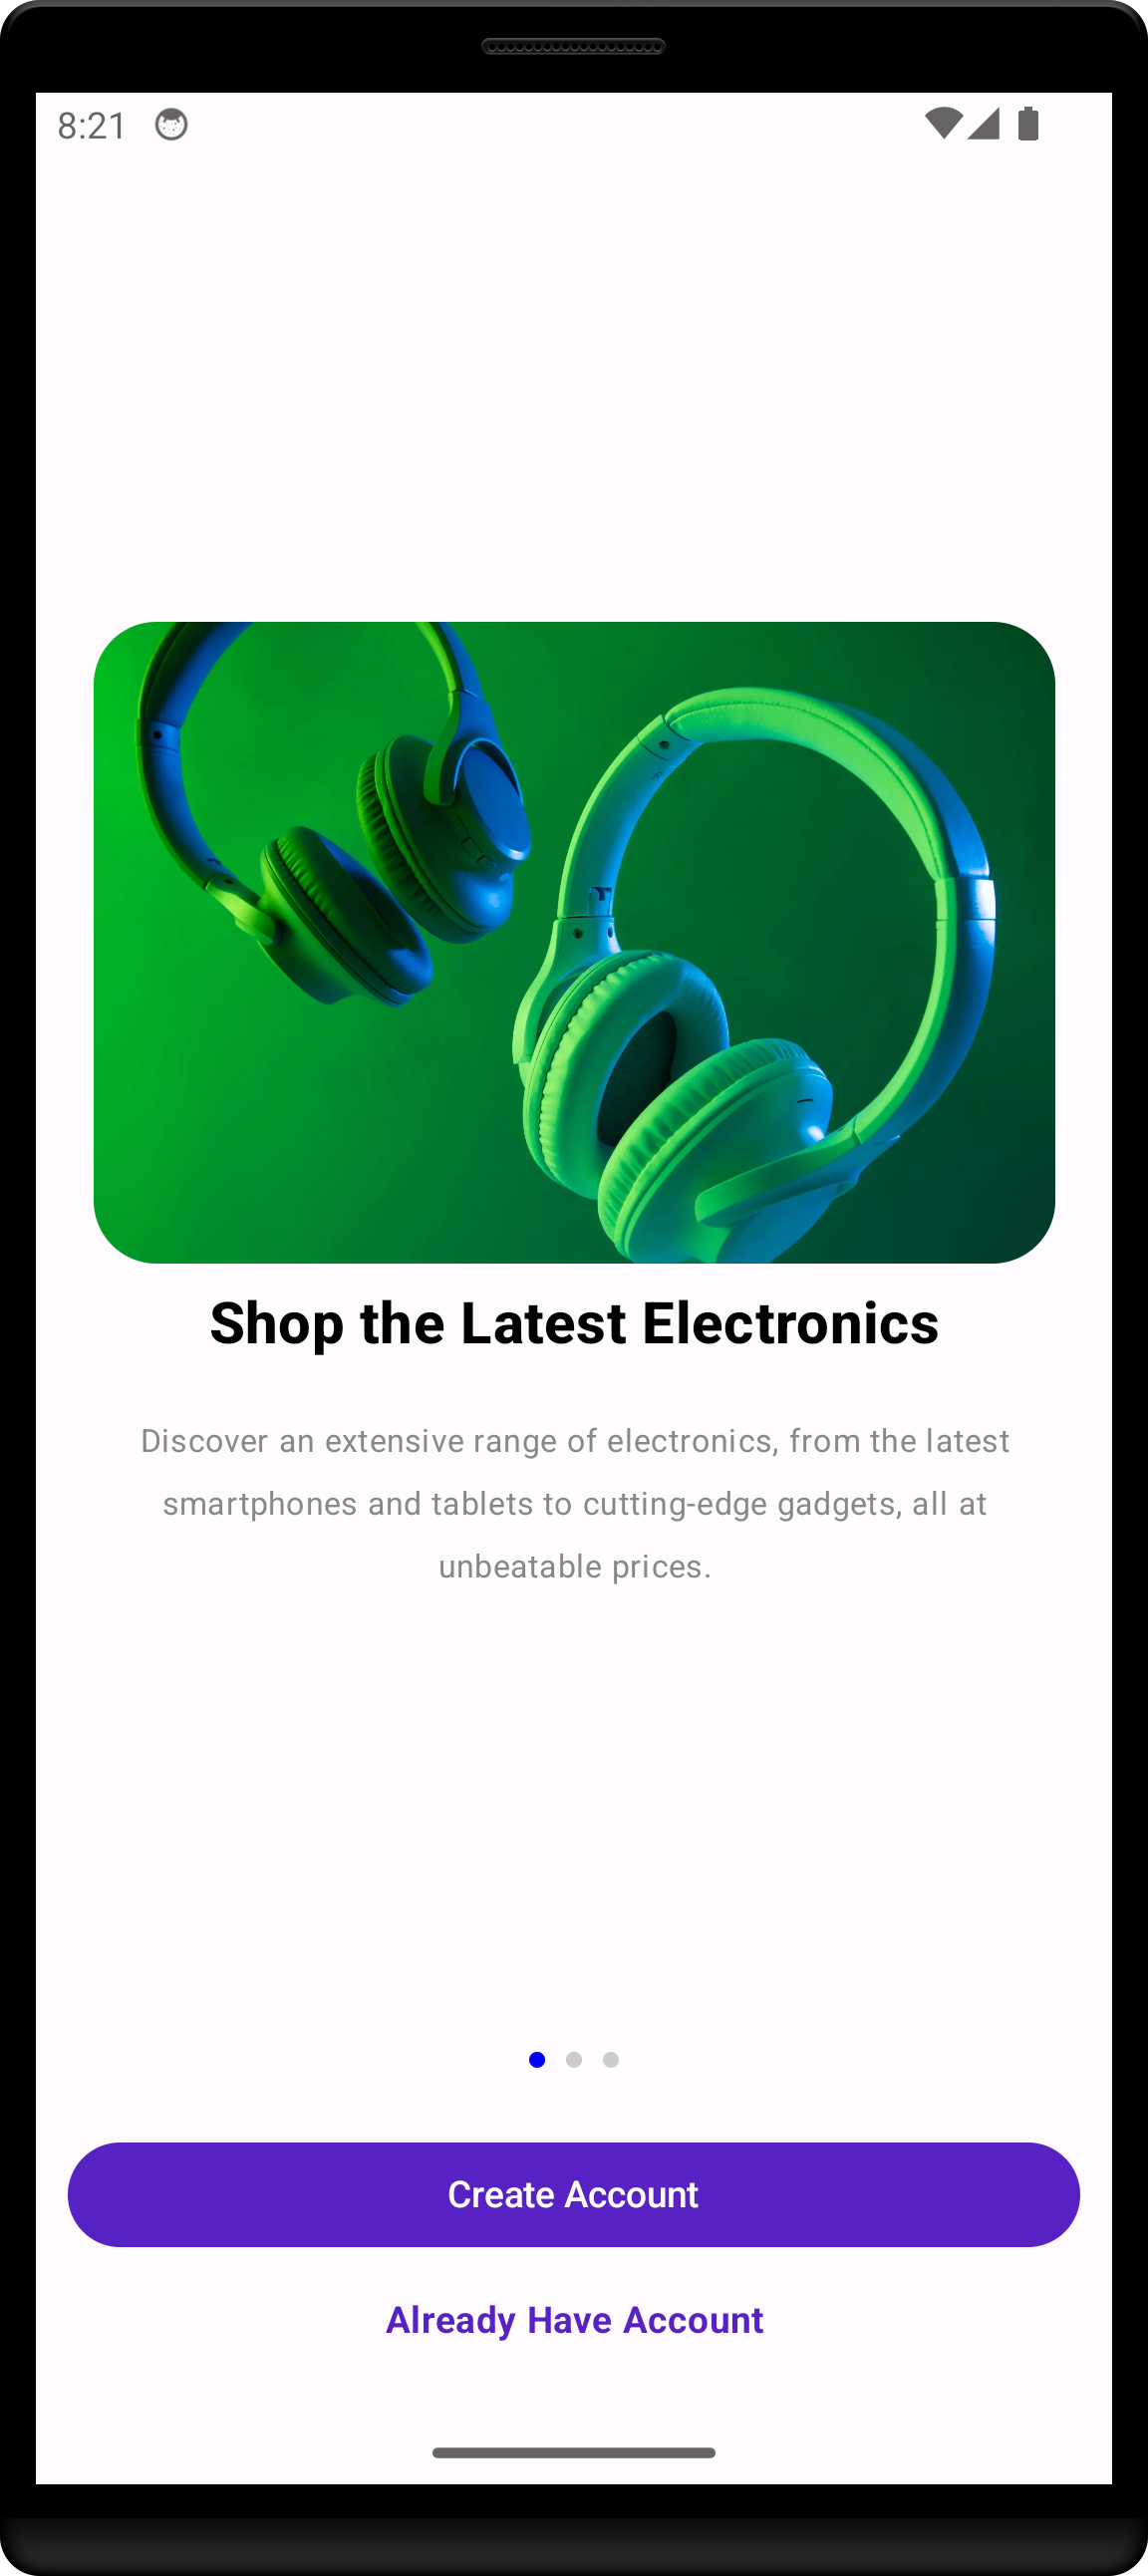 8:21
Shop the Latest Electronics
Discover an extensive range of electronics, from the latest
smartphones and tablets to cutting-edge gadgets, all at
unbeatable prices.
Create Account
Already Have Account